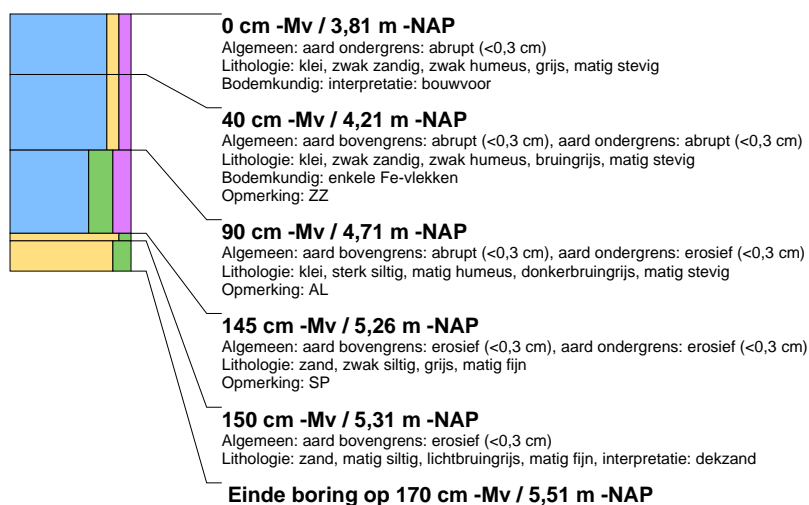 0 cm -Mv / 3,81 m -NAP
Algemeen: aard ondergrens: abrupt (<0,3 cm)
Lithologie: klei, zwak zandig, zwak humeus, grijs, matig stevig
Bodemkundig: interpretatie: bouwvoor
40 cm -Mv / 4,21 m -NAP
Algemeen: aard bovengrens: abrupt (<0,3 cm), aard ondergrens: abrupt (<0,3 cm)
Lithologie: klei, zwak zandig, zwak humeus, bruingrijs, matig stevig
Bodemkundig: enkele Fe-vlekken
Opmerking: ZZ
90 cm -Mv / 4,71 m -NAP
Algemeen: aard bovengrens: abrupt (<0,3 cm), aard ondergrens: erosief (<0,3 cm)
Lithologie: klei, sterk siltig, matig humeus, donkerbruingrijs, matig stevig
Opmerking: AL
145 cm -Mv / 5,26 m -NAP
Algemeen: aard bovengrens: erosief (<0,3 cm), aard ondergrens: erosief (<0,3 cm)
Lithologie: zand, zwak siltig, grijs, matig fijn
Opmerking: SP
150 cm -Mv / 5,31 m -NAP
Algemeen: aard bovengrens: erosief (<0,3 cm)
Lithologie: zand, matig siltig, lichtbruingrijs, matig fijn, interpretatie: dekzand
Einde boring op 170 cm -Mv / 5,51 m -NAP